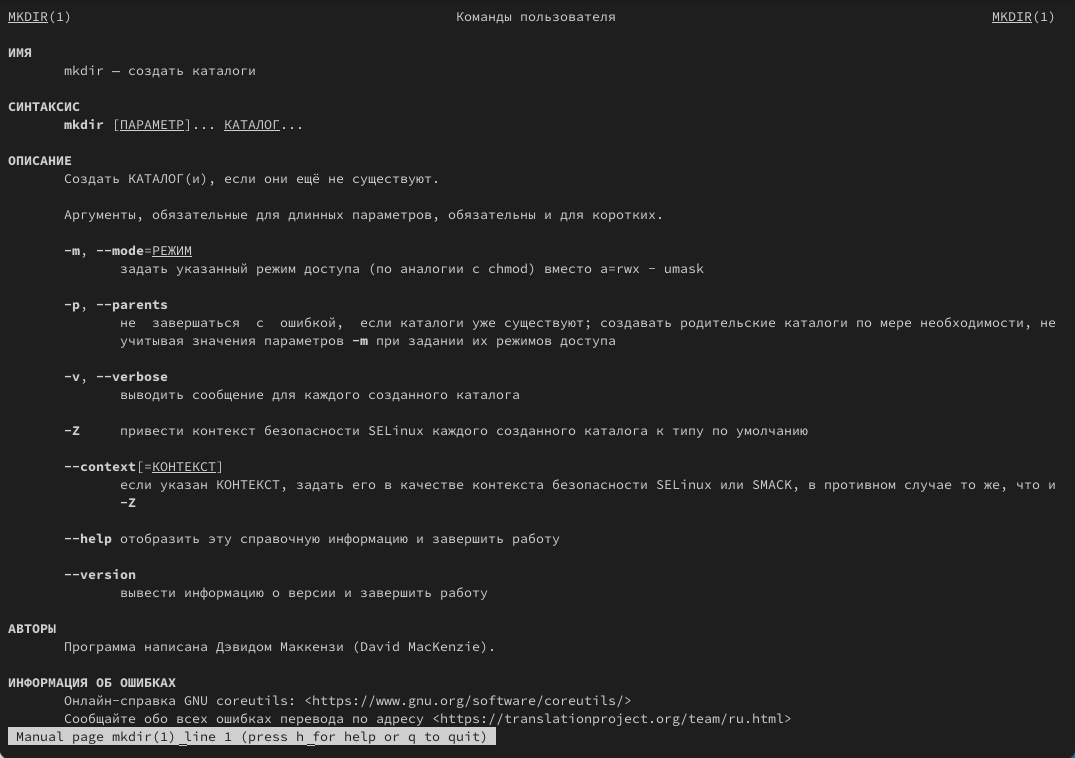 MKDIR(1) Команды пользователя MKDIR(1)
ИМЯ
mkdir – создать каталоги
СИНТАКСИС
mkdir [ПАРАМЕТР]... КАТАЛОГ...
ОПИСАНИЕ
Создать КАТАЛОГ(и), если они ещё не существуют.
Аргументы, обязательные для длинных параметров, обязательны и для коротких.
-m, --mode=РЕЖИМ
задать указанный режим доступа (по аналогии с chmod) вместо a=rwx - umask
-p, --parents
не завершаться с ошибкой, если каталоги уже существуют; создавать родительские каталоги по мере необходимости, не
учитывая значения параметров -m при задании их режимов доступа
-v, --verbose
выводить сообщение для каждого созданного каталога
-Z привести контекст безопасности SELinux каждого созданного каталога к типу по умолчанию
--context[=КОНТЕКСТ]
если указан КОНТЕКСТ, задать его в качестве контекста безопасности SELinux или SMACK, в противном случае то же, что и
-Z
--help отобразить эту справочную информацию и завершить работу
--version
вывести информацию о версии и завершить работу
АВТОРЫ
Программа написана Дэвидом Маккензи (David MacKenzie).
ИНФОРМАЦИЯ ОБ ОШИБКАХ
Онлайн-справка GNU coreutils: <https://www.gnu.org/software/coreutils/>
Сообщайте обо всех ошибках перевода по адресу <https://translationproject.org/team/ru.html>
Manual page mkdir(1) line 1 (press h for help or q to quit)